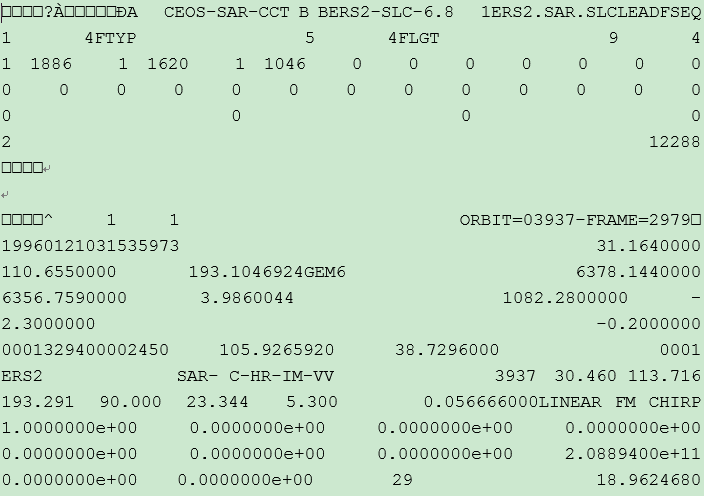 □□□□?À□□□□□ÐA CEOS-SAR-CCT B BERS2-SLC-6.8 1ERS2.SAR.SLCLEADFSEQ
1 4FTYP 5 4FLGT 9 4
1 1886 1 1620 1 1046 0 0 0 0 0 0
0 0 0 0 0 0 0 0 0 0 0 0 0
0 0 0 0
2 12288
□□□□↵
↵
□□□□^ 1 1 ORBIT=03937-FRAME=2979□
19960121031535973 31.1640000
110.6550000 193.1046924GEM6 6378.1440000
6356.7590000 3.9860044 1082.2800000 -
2.3000000 -0.2000000
0001329400002450 105.9265920 38.7296000 0001
ERS2 SAR- C-HR-IM-VV 3937 30.460 113.716
193.291 90.000 23.344 5.300 0.056666000LINEAR FM CHIRP
1.0000000e+00 0.0000000e+00 0.0000000e+00 0.0000000e+00
0.0000000e+00 0.0000000e+00 0.0000000e+00 2.0889400e+11
0.0000000e+00 0.0000000e+00 29 18.9624680